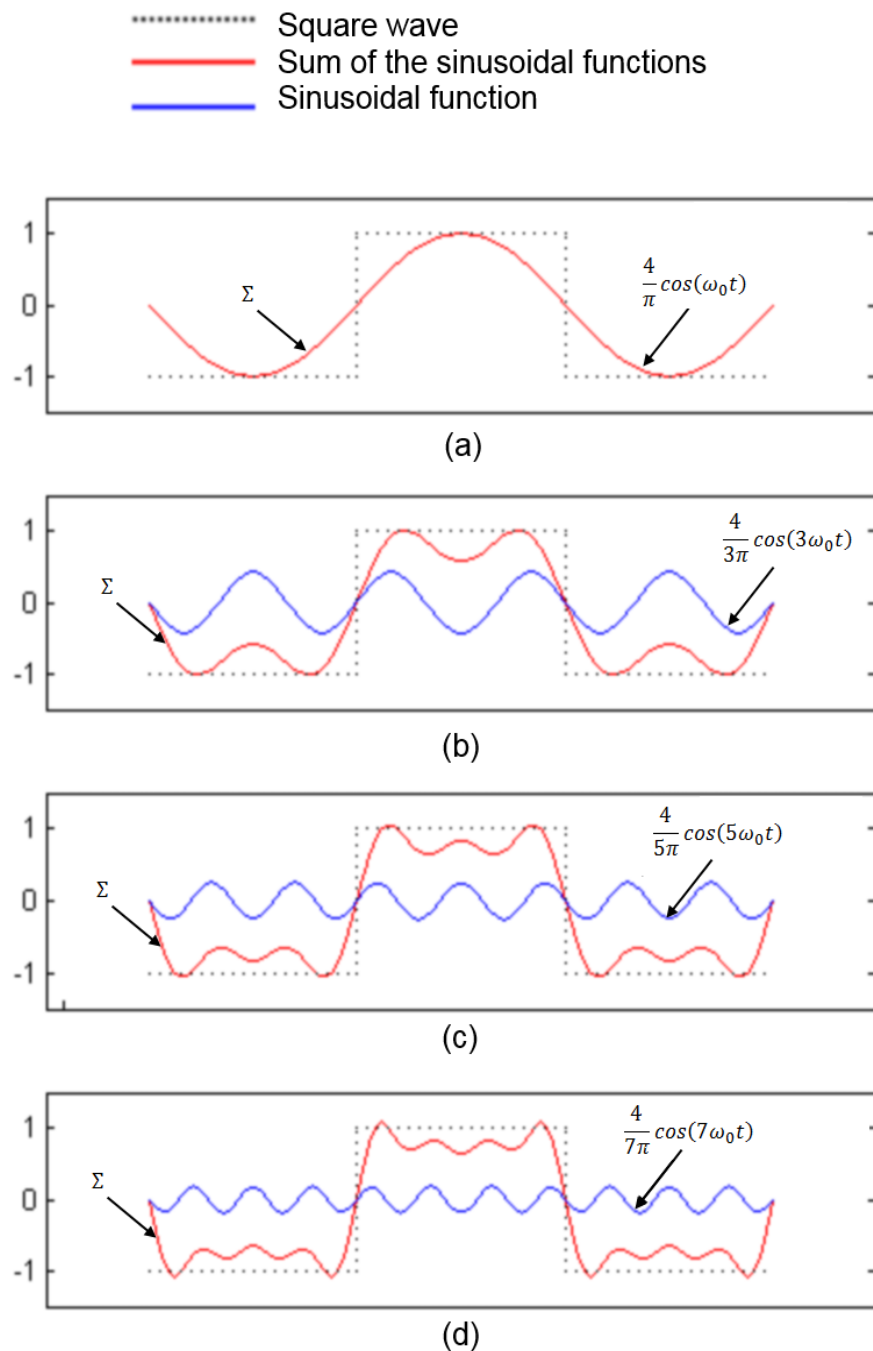 Square wave
Sum of the sinusoidal functions
Sinusoidal function
1
0
-1
Σ
4/π cos(ω₀t)
(a)
1
0
-1
Σ
4/3π cos(3ω₀t)
(b)
1
0
-1
Σ
4/5π cos(5ω₀t)
(c)
1
0
-1
Σ
4/7π cos(7ω₀t)
(d)